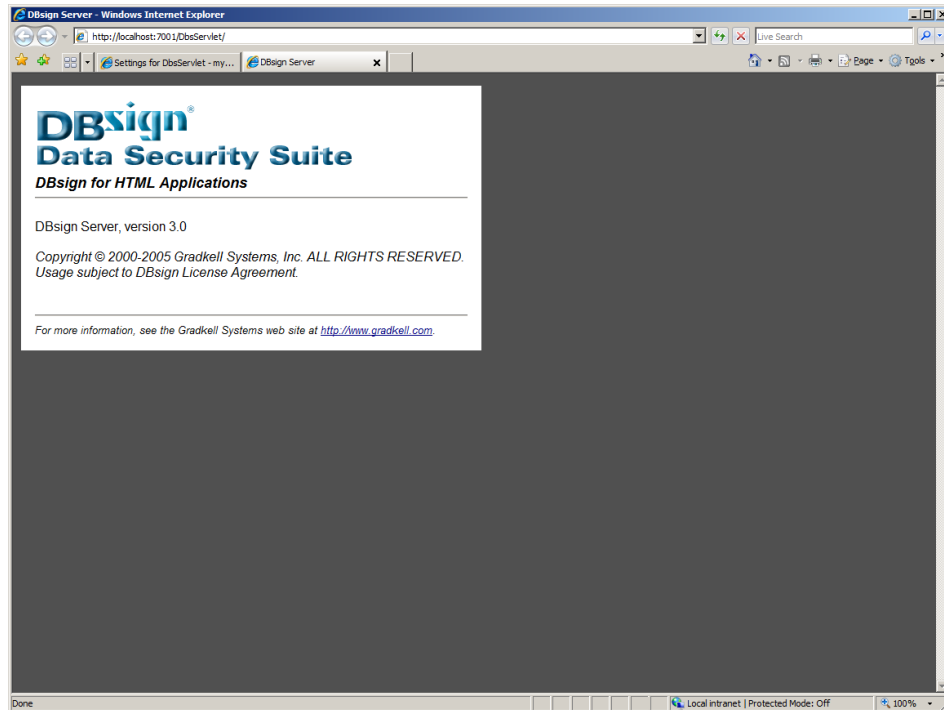 DBsign Server - Windows Internet Explorer
http://localhost:7001/DbsServlet/
Live Search
Settings for DbsServlet - my...
DBsign Server
Page
Tools
DBsign®
Data Security Suite
DBsign for HTML Applications
DBsign Server, version 3.0
Copyright © 2000-2005 Gradkell Systems, Inc. ALL RIGHTS RESERVED.
Usage subject to DBsign License Agreement.
For more information, see the Gradkell Systems web site at http://www.gradkell.com.
Done
Local intranet | Protected Mode: Off
100%